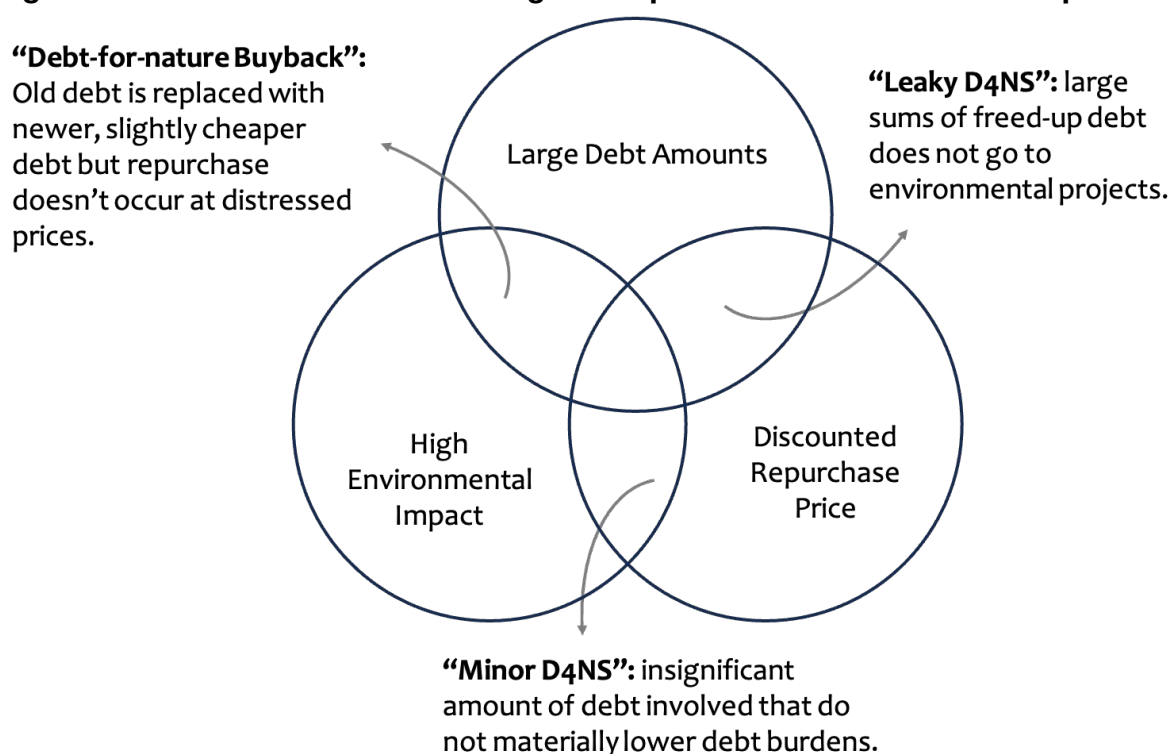 “Debt-for-nature Buyback”:
Old debt is replaced with
newer, slightly cheaper
debt but repurchase
doesn’t occur at distressed
prices.
“Leaky D4NS”: large
sums of freed-up debt
does not go to
environmental projects.
Large Debt Amounts
High
Environmental
Impact
Discounted
Repurchase
Price
“Minor D4NS”: insignificant
amount of debt involved that do
not materially lower debt burdens.